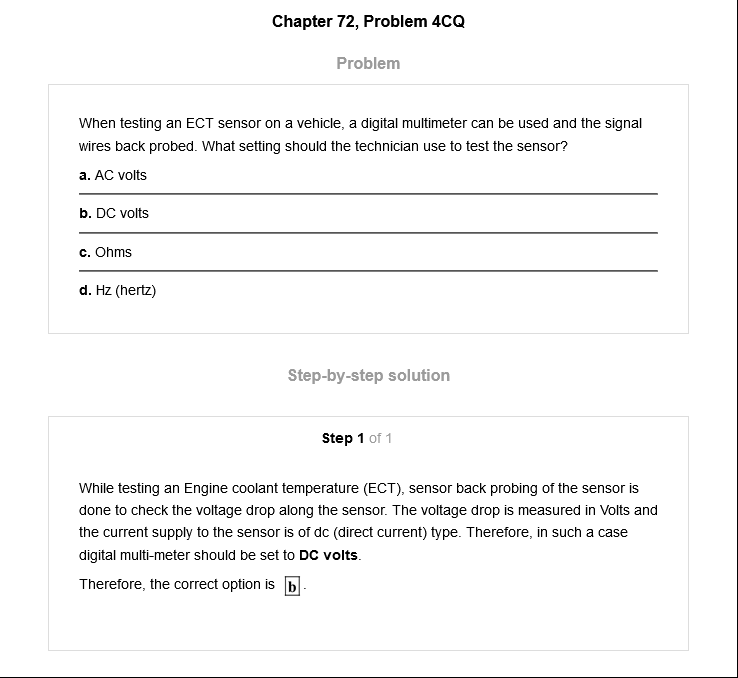 Chapter 72, Problem 4CQ
Problem
When testing an ECT sensor on a vehicle, a digital multimeter can be used and the signal
wires back probed. What setting should the technician use to test the sensor?
a. AC volts
b. DC volts
c. Ohms
d. Hz (hertz)
Step-by-step solution
Step 1 of 1
While testing an Engine coolant temperature (ECT), sensor back probing of the sensor is
done to check the voltage drop along the sensor. The voltage drop is measured in Volts and
the current supply to the sensor is of dc (direct current) type. Therefore, in such a case
digital multi-meter should be set to DC volts.
Therefore, the correct option is b.